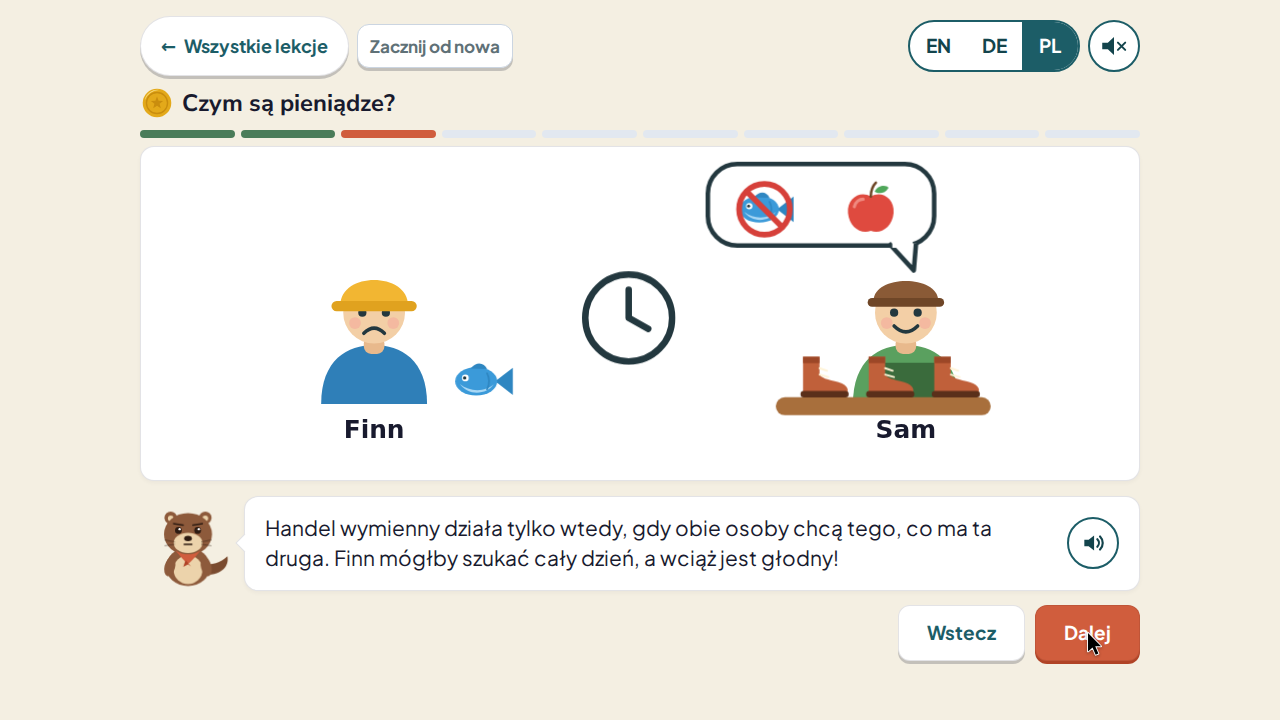 ← Wszystkie lekcje
Zacznij od nowa
EN DE PL
Czym są pieniądze?
Finn
Sam
Handel wymienny działa tylko wtedy, gdy obie osoby chcą tego, co ma ta
druga. Finn mógłby szukać cały dzień, a wciąż jest głodny!
Wstecz
Dalej